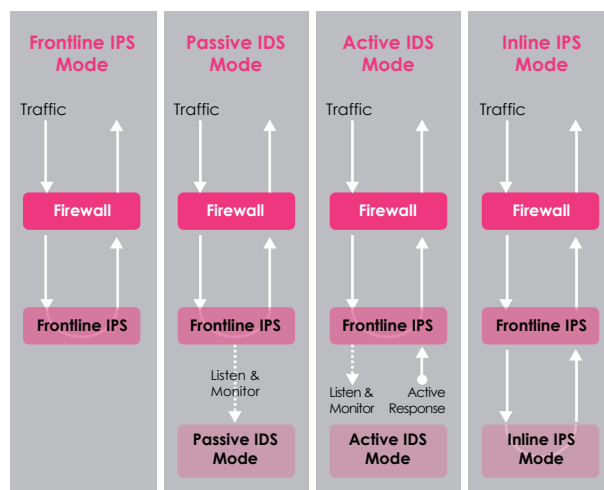 Frontline IPS
Mode
Traffic
Firewall
Frontline IPS
Passive IDS
Mode
Traffic
Firewall
Frontline IPS
Listen &
Monitor
Passive IDS
Mode
Active IDS
Mode
Traffic
Firewall
Frontline IPS
Listen &
Monitor
Active
Response
Active IDS
Mode
Inline IPS
Mode
Traffic
Firewall
Frontline IPS
Inline IPS
Mode